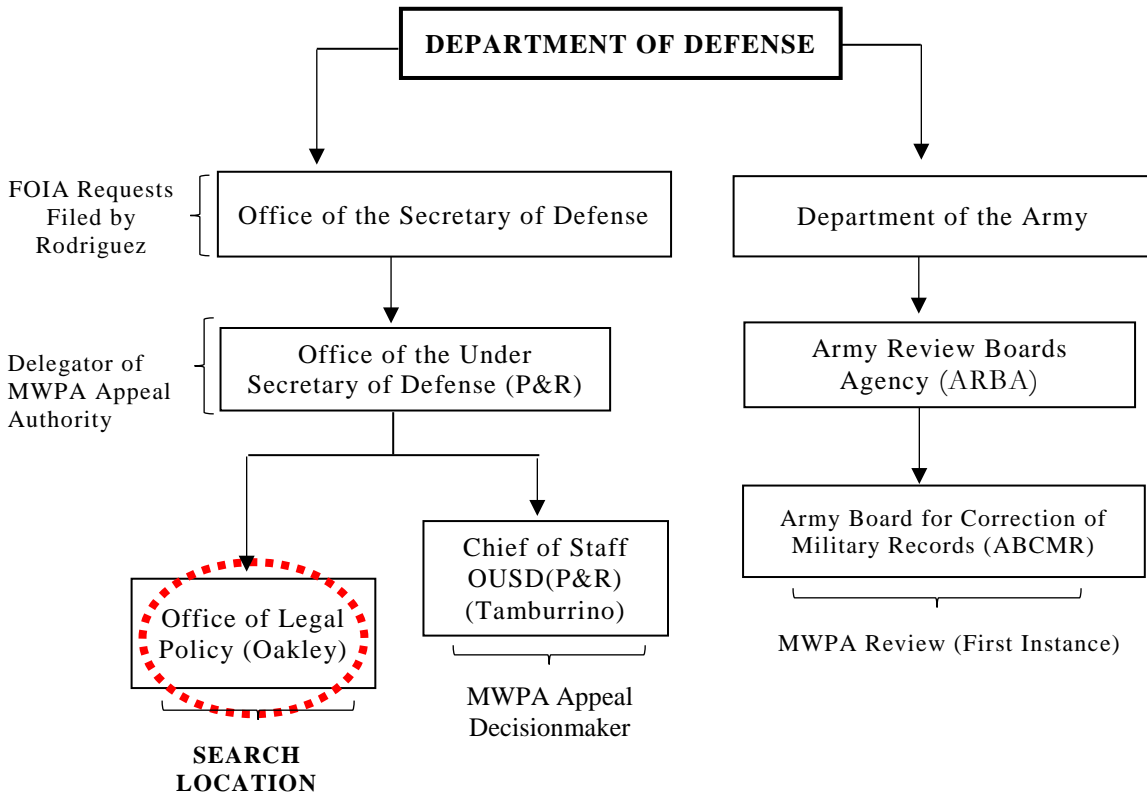 DEPARTMENT OF DEFENSE
FOIA Requests
Filed by
Rodriguez
Office of the Secretary of Defense
Department of the Army
Delegator of
MWPA Appeal
Authority
Office of the Under
Secretary of Defense (P&R)
Army Review Boards
Agency (ARBA)
Office of Legal
Policy (Oakley)
Chief of Staff
OUSD(P&R)
(Tamburrino)
Army Board for Correction of
Military Records (ABCMR)
SEARCH
LOCATION
MWPA Appeal
Decisionmaker
MWPA Review (First Instance)